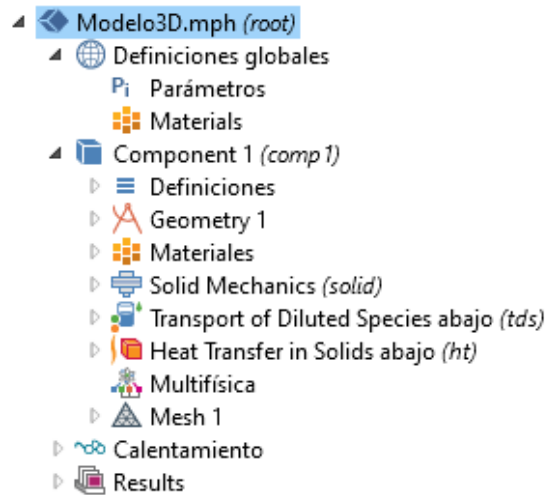 Modelo3D.mph (root)
Definiciones globales
Pi Parámetros
Materials
Component 1 (comp1)
Definiciones
Geometry 1
Materiales
Solid Mechanics (solid)
Transport of Diluted Species abajo (tds)
Heat Transfer in Solids abajo (ht)
Multifísica
Mesh 1
Calentamiento
Results